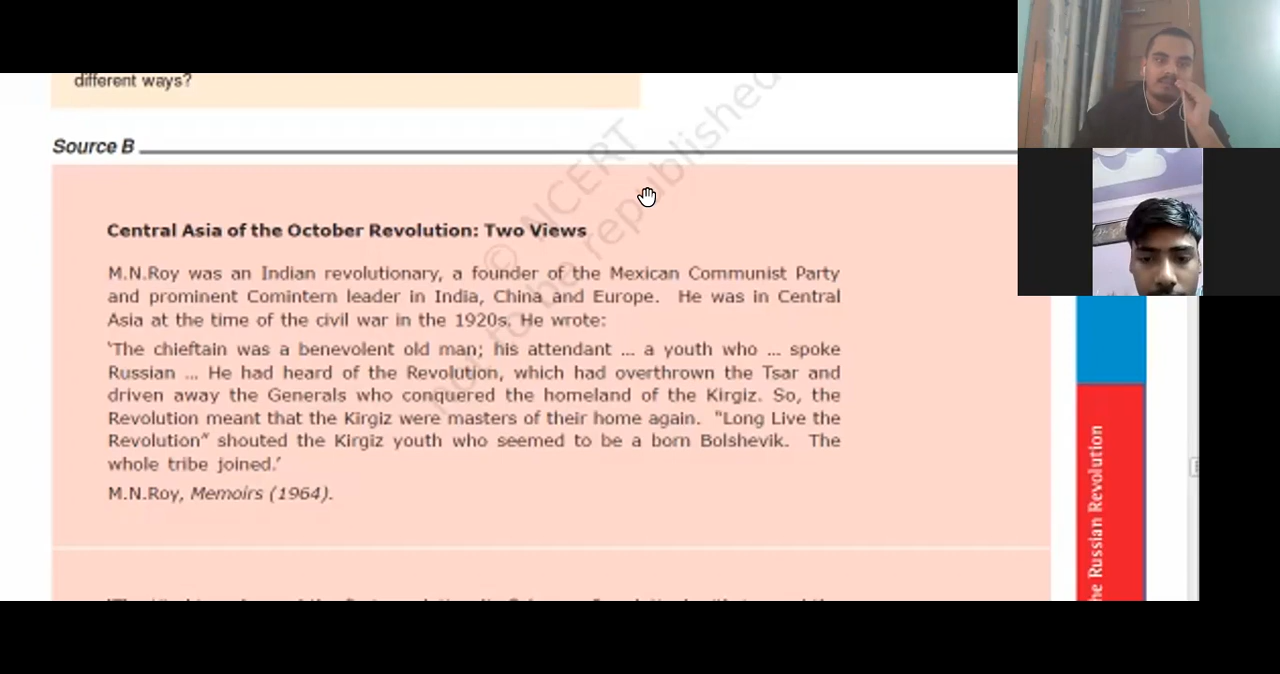 different ways?
Source B
© NCERT
not to be republished
Central Asia of the October Revolution: Two Views
M.N.Roy was an Indian revolutionary, a founder of the Mexican Communist Party
and prominent Comintern leader in India, China and Europe. He was in Central
Asia at the time of the civil war in the 1920s. He wrote:
‘The chieftain was a benevolent old man; his attendant ... a youth who ... spoke
Russian ... He had heard of the Revolution, which had overthrown the Tsar and
driven away the Generals who conquered the homeland of the Kirgiz. So, the
Revolution meant that the Kirgiz were masters of their home again. “Long Live the
Revolution” shouted the Kirgiz youth who seemed to be a born Bolshevik. The
whole tribe joined.’
M.N.Roy, Memoirs (1964).
he Russian Revolution